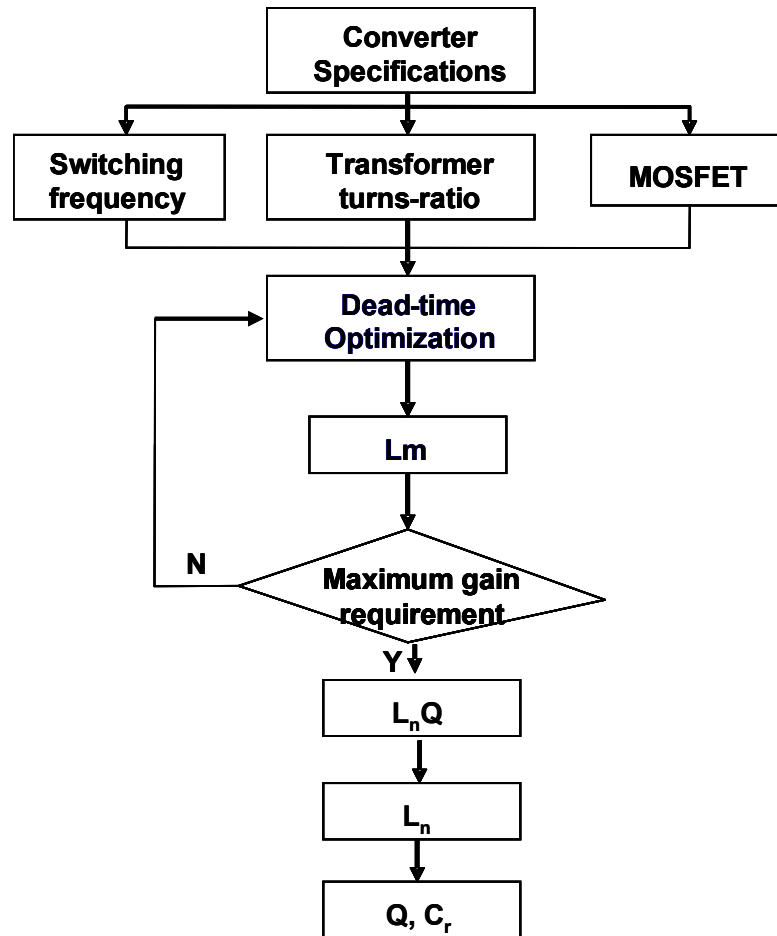 Converter
Specifications
Switching
frequency
Transformer
turns-ratio
MOSFET
Dead-time
Optimization
Lm
N
Maximum gain
requirement
Y
LₙQ
Lₙ
Q, Cᵣ